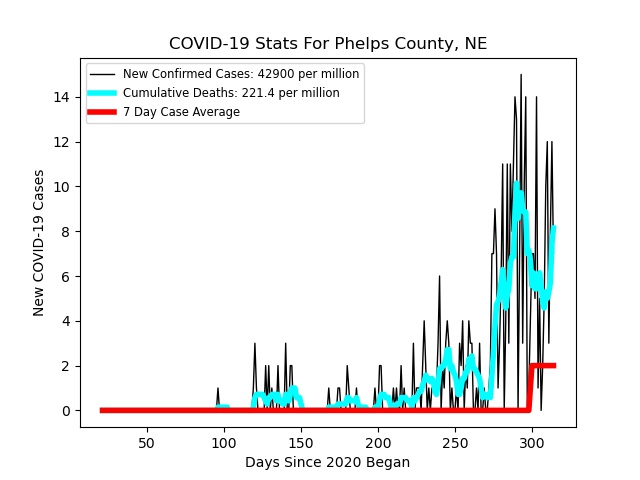 COVID-19 Stats For Phelps County, NE
New Confirmed Cases: 42900 per million
Cumulative Deaths: 221.4 per million
7 Day Case Average
New COVID-19 Cases
14
12
10
8
6
4
2
0
50 100 150 200 250 300
Days Since 2020 Began